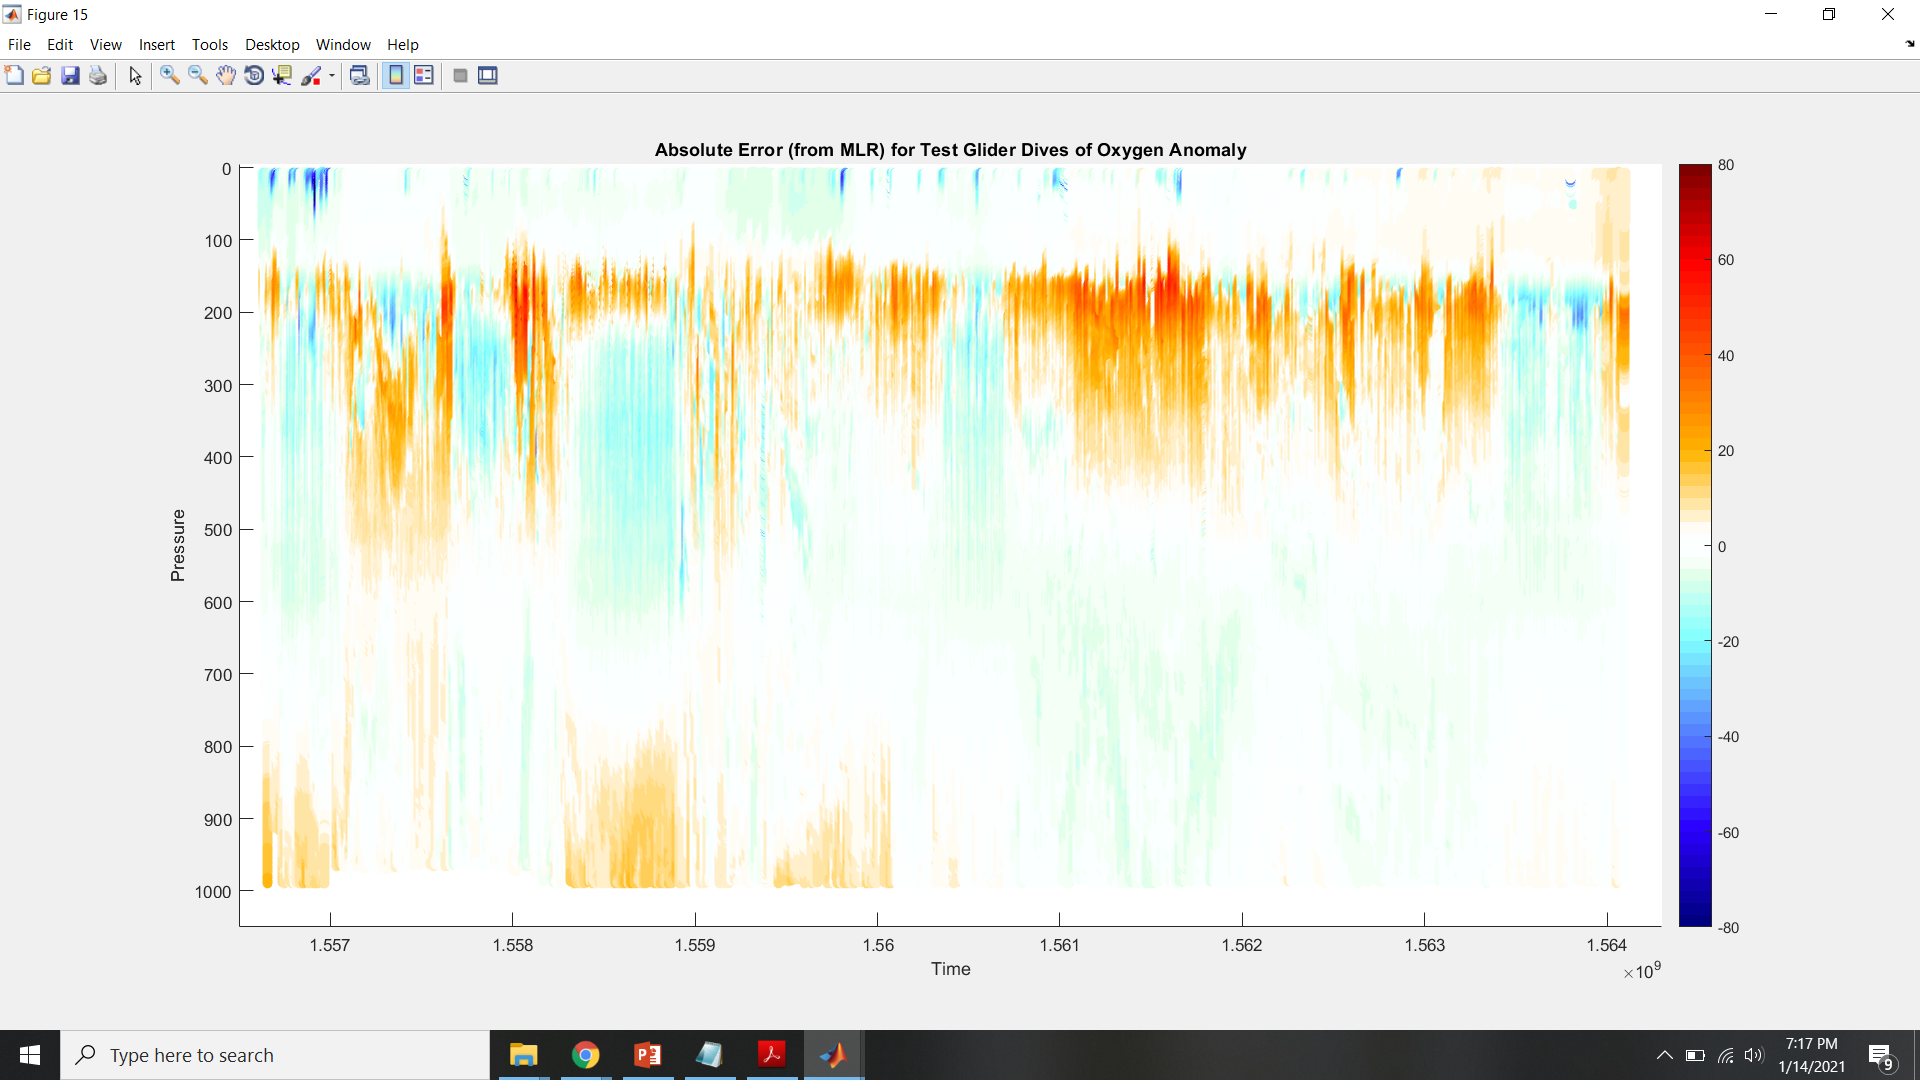 Figure 15
File Edit View Insert Tools Desktop Window Help
Absolute Error (from MLR) for Test Glider Dives of Oxygen Anomaly
0
100
200
300
400
500
600
700
800
900
1000
Pressure
1.557 1.558 1.559 1.56 1.561 1.562 1.563 1.564
×10^9
Time
80
60
40
20
0
-20
-40
-60
-80
Type here to search
7:17 PM
1/14/2021
9